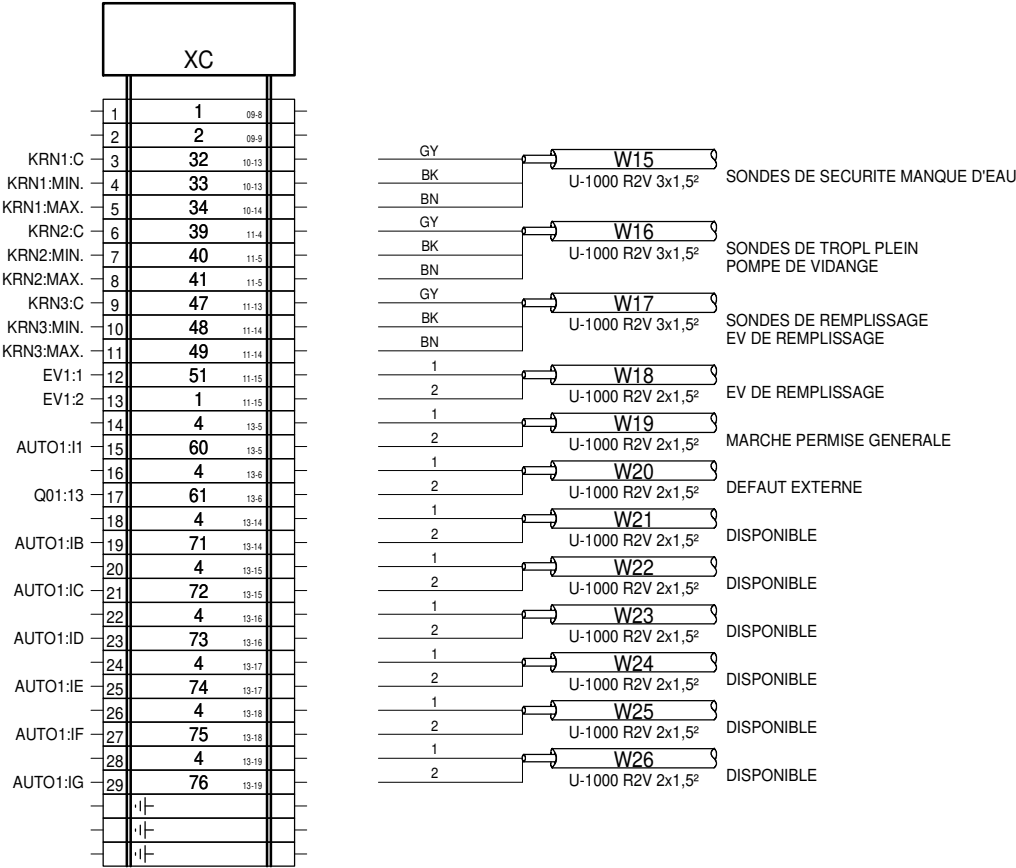 XC
1 1 09-8
2 2 09-9
KRN1:C 3 32 10-13 GY W15
KRN1:MIN. 4 33 10-13 BK U-1000 R2V 3x1,5² SONDES DE SECURITE MANQUE D'EAU
KRN1:MAX. 5 34 10-14 BN
KRN2:C 6 39 11-4 GY W16
KRN2:MIN. 7 40 11-5 BK U-1000 R2V 3x1,5² SONDES DE TROPL PLEIN
KRN2:MAX. 8 41 11-5 BN POMPE DE VIDANGE
KRN3:C 9 47 11-13 GY W17
KRN3:MIN. 10 48 11-14 BK U-1000 R2V 3x1,5² SONDES DE REMPLISSAGE
KRN3:MAX. 11 49 11-14 BN EV DE REMPLISSAGE
EV1:1 12 51 11-15 1 W18
EV1:2 13 1 11-15 2 U-1000 R2V 2x1,5² EV DE REMPLISSAGE
14 4 13-5 1 W19
AUTO1:I1 15 60 13-5 2 U-1000 R2V 2x1,5² MARCHE PERMISE GENERALE
16 4 13-6 1 W20
Q01:13 17 61 13-6 2 U-1000 R2V 2x1,5² DEFAUT EXTERNE
18 4 13-14 1 W21
AUTO1:IB 19 71 13-14 2 U-1000 R2V 2x1,5² DISPONIBLE
20 4 13-15 1 W22
AUTO1:IC 21 72 13-15 2 U-1000 R2V 2x1,5² DISPONIBLE
22 4 13-16 1 W23
AUTO1:ID 23 73 13-16 2 U-1000 R2V 2x1,5² DISPONIBLE
24 4 13-17 1 W24
AUTO1:IE 25 74 13-17 2 U-1000 R2V 2x1,5² DISPONIBLE
26 4 13-18 1 W25
AUTO1:IF 27 75 13-18 2 U-1000 R2V 2x1,5² DISPONIBLE
28 4 13-19 1 W26
AUTO1:IG 29 76 13-19 2 U-1000 R2V 2x1,5² DISPONIBLE